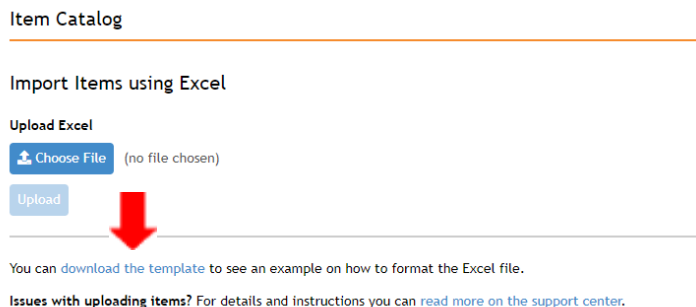 Item Catalog
Import Items using Excel
Upload Excel
Choose File (no file chosen)
Upload
You can download the template to see an example on how to format the Excel file.
Issues with uploading items? For details and instructions you can read more on the support center.